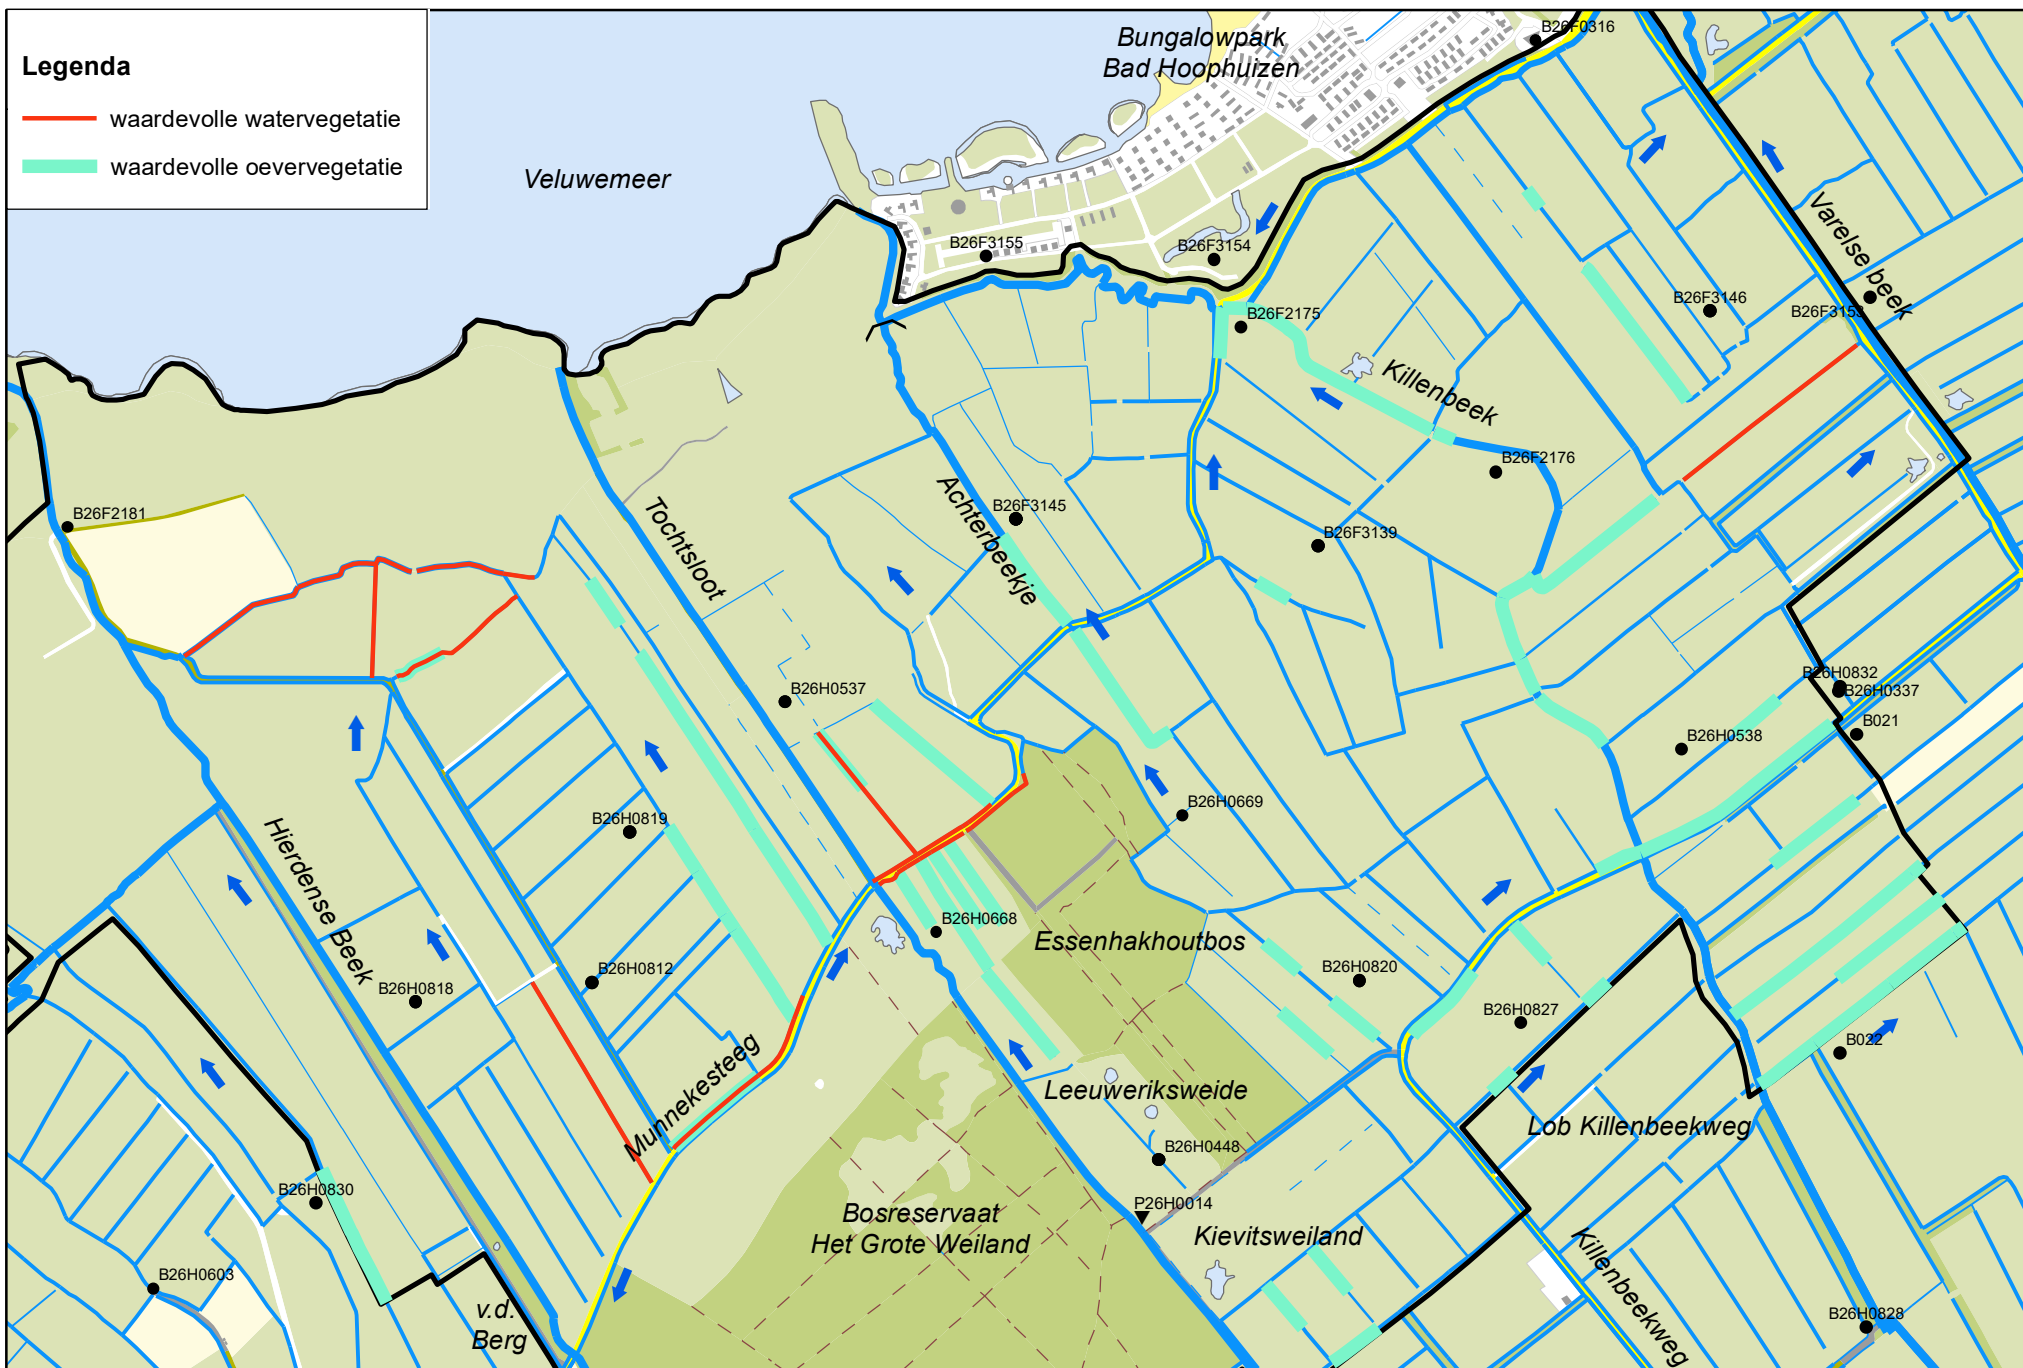 Legenda
waardevolle watervegetatie
waardevolle oevervegetatie
Bungalowpark
Bad Hoophuizen
B26F0316
Veluwemeer
B26F3155
B26F3154
Varelse beek
B26F2175
B26F3146
B26F3153
Killenbeek
B26F2176
B26F2181
Tochtsloot
Achterbeekje
B26F3145
B26F3139
B26H0537
B26H0832
B26H0337
B021
B26H0538
B26H0819
B26H0669
Hierdense Beek
B26H0668
Essenhakhoutbos
B26H0812
B26H0818
B26H0820
B26H0827
B022
Munnekesteeg
Leeuweriksweide
Lob Killenbeekweg
B26H0448
B26H0830
P26H0014
Bosreservaat
Het Grote Weiland
Kievitsweiland
Killenbeekweg
B26H0603
v.d.
Berg
B26H0828